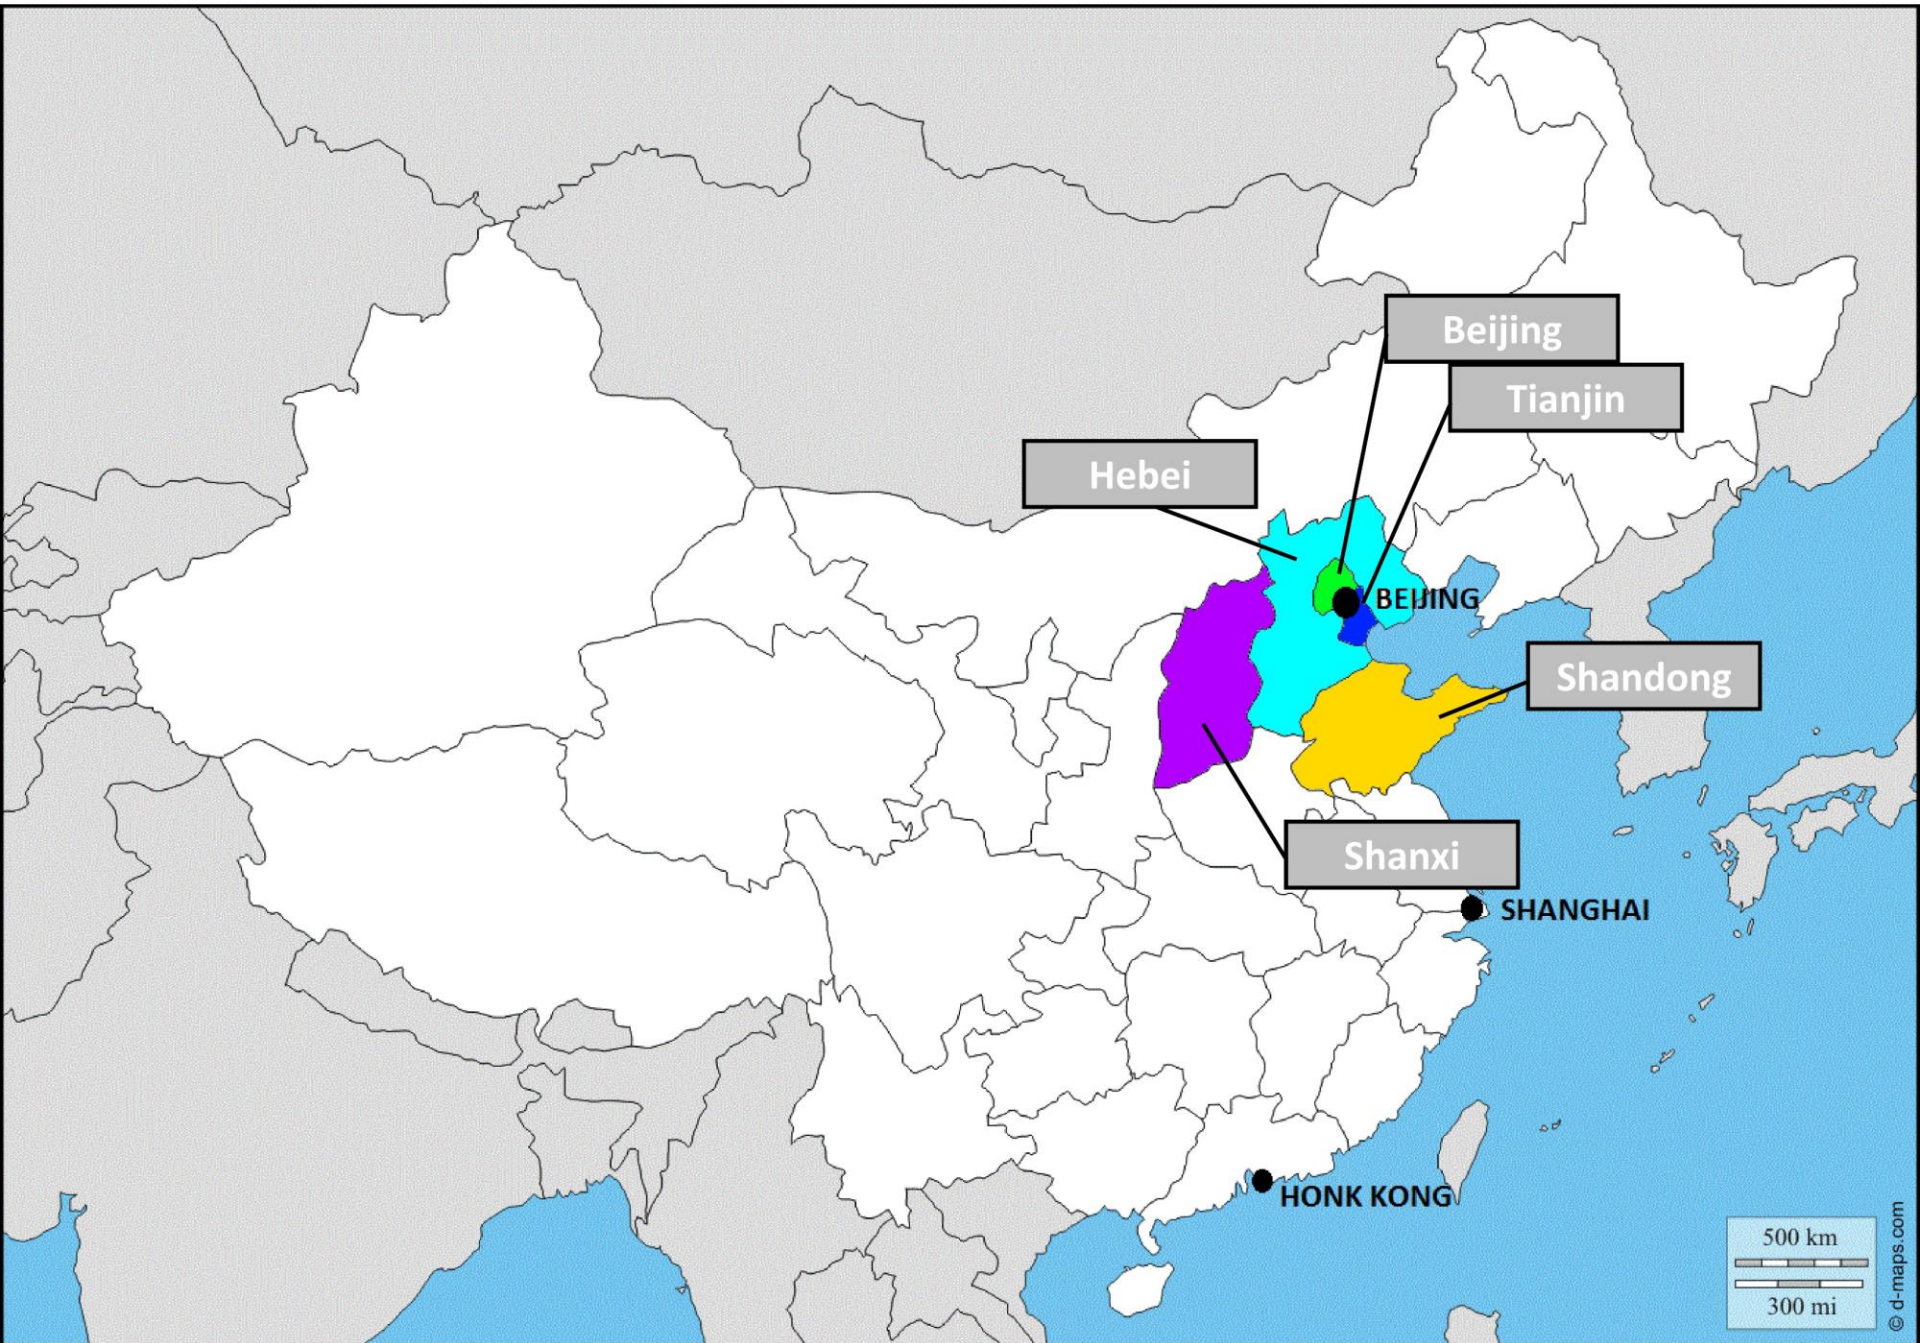 Beijing
Tianjin
Hebei
BEIJING
Shandong
Shanxi
SHANGHAI
HONK KONG
500 km
300 mi
© d-maps.com